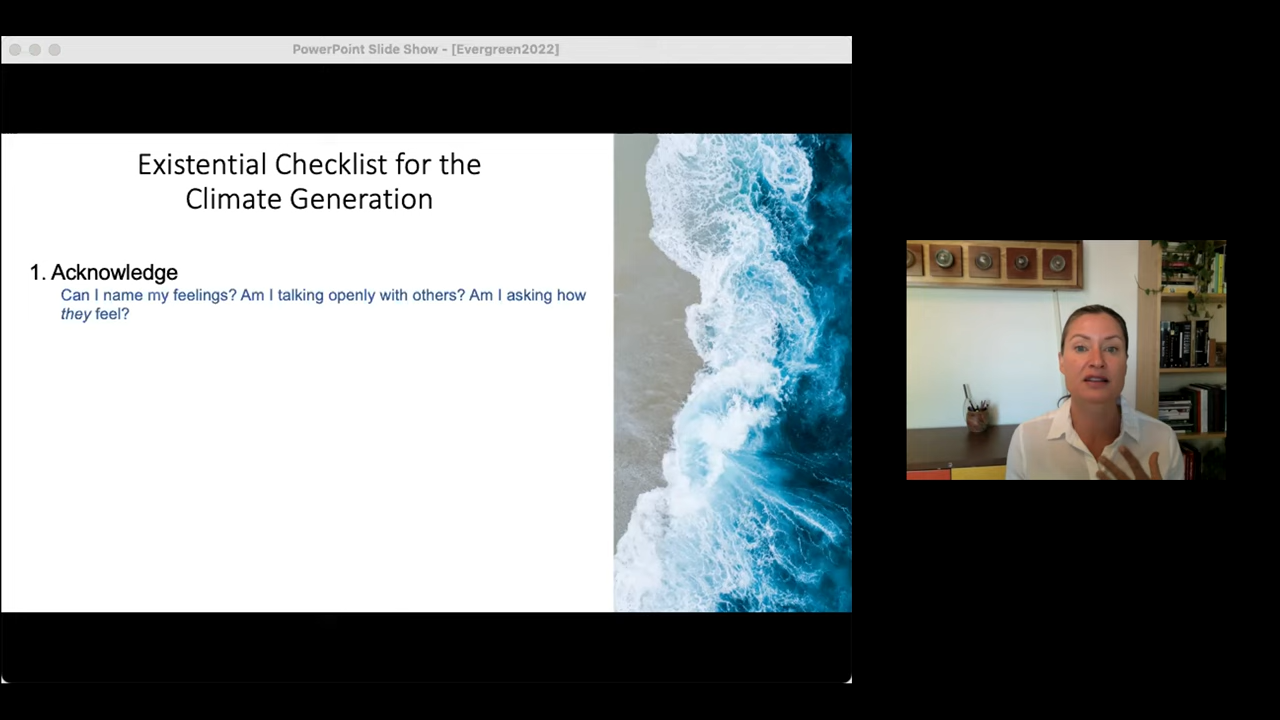 PowerPoint Slide Show - [Evergreen2022]
Existential Checklist for the
Climate Generation
1. Acknowledge
Can I name my feelings? Am I talking openly with others? Am I asking how
they feel?